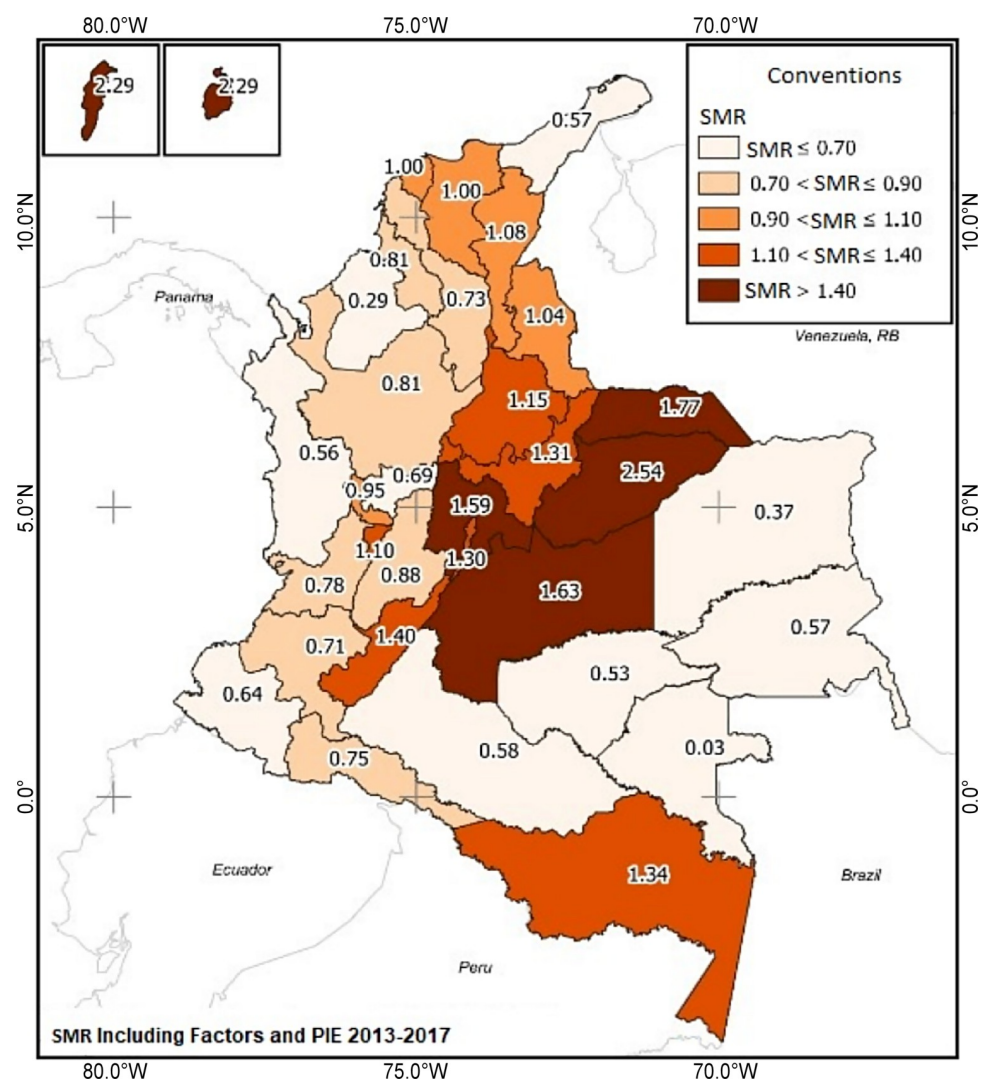 80.0°W 75.0°W 70.0°W
2.29 2.29
Conventions
SMR
SMR ≤ 0.70
0.70 < SMR ≤ 0.90
0.90 < SMR ≤ 1.10
1.10 < SMR ≤ 1.40
SMR > 1.40
0.57
1.00
1.00
10.0°N 10.0°N
1.08
0.81
0.29 0.73
Panama
1.04
Venezuela, RB
0.81
1.15
1.77
0.56
1.31
0.69
2.54
0.95
1.59
5.0°N 5.0°N
0.37
1.10
1.30
0.88
0.78
1.63
0.57
1.40
0.71
0.53
0.64
0.03
0.58
0.75
0.0° 0.0°
Ecuador
1.34
Brazil
Peru
SMR Including Factors and PIE 2013-2017
80.0°W 75.0°W 70.0°W